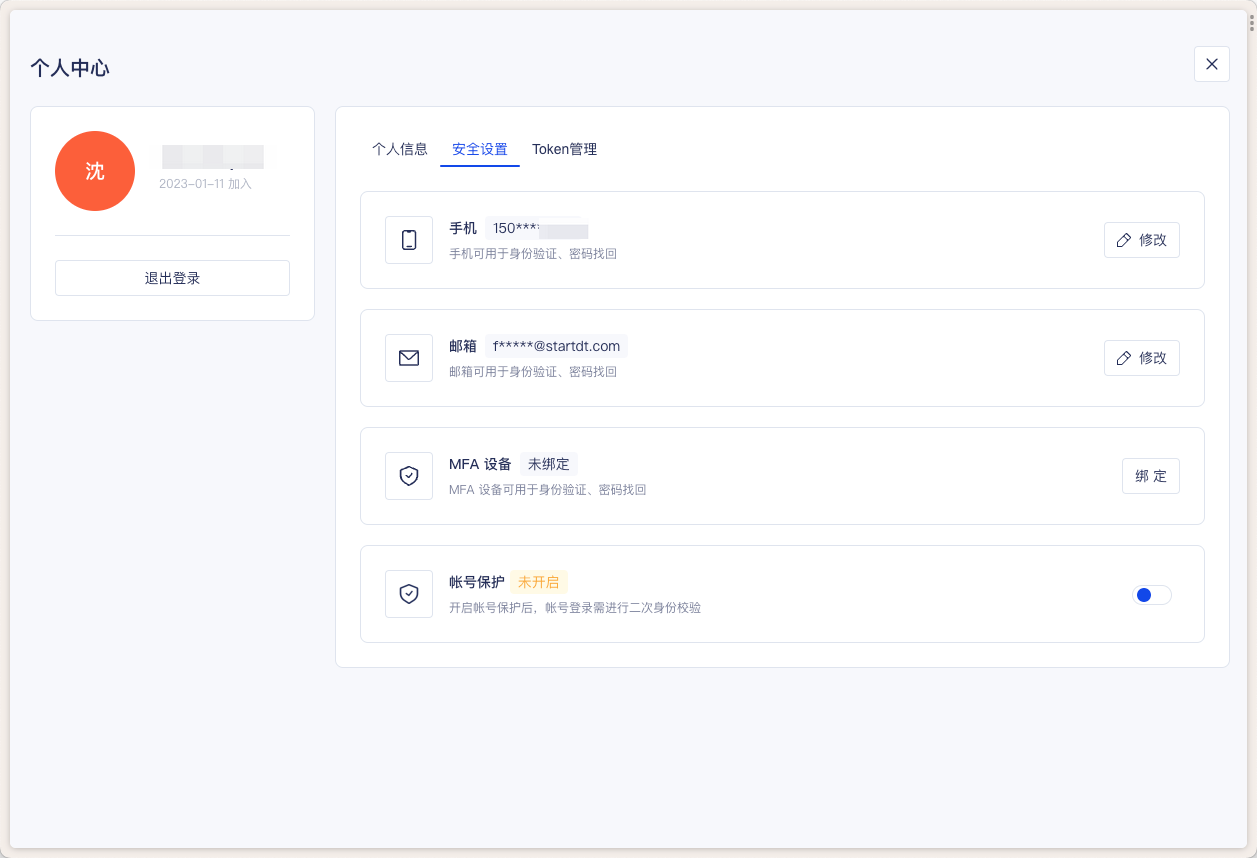 个人中心
沈
2023-01-11 加入
退出登录
个人信息 安全设置 Token管理
手机 150****
手机可用于身份验证、密码找回
修改
邮箱 f*****@startdt.com
邮箱可用于身份验证、密码找回
修改
MFA 设备 未绑定
MFA 设备可用于身份验证、密码找回
绑 定
帐号保护 未开启
开启帐号保护后，帐号登录需进行二次身份校验